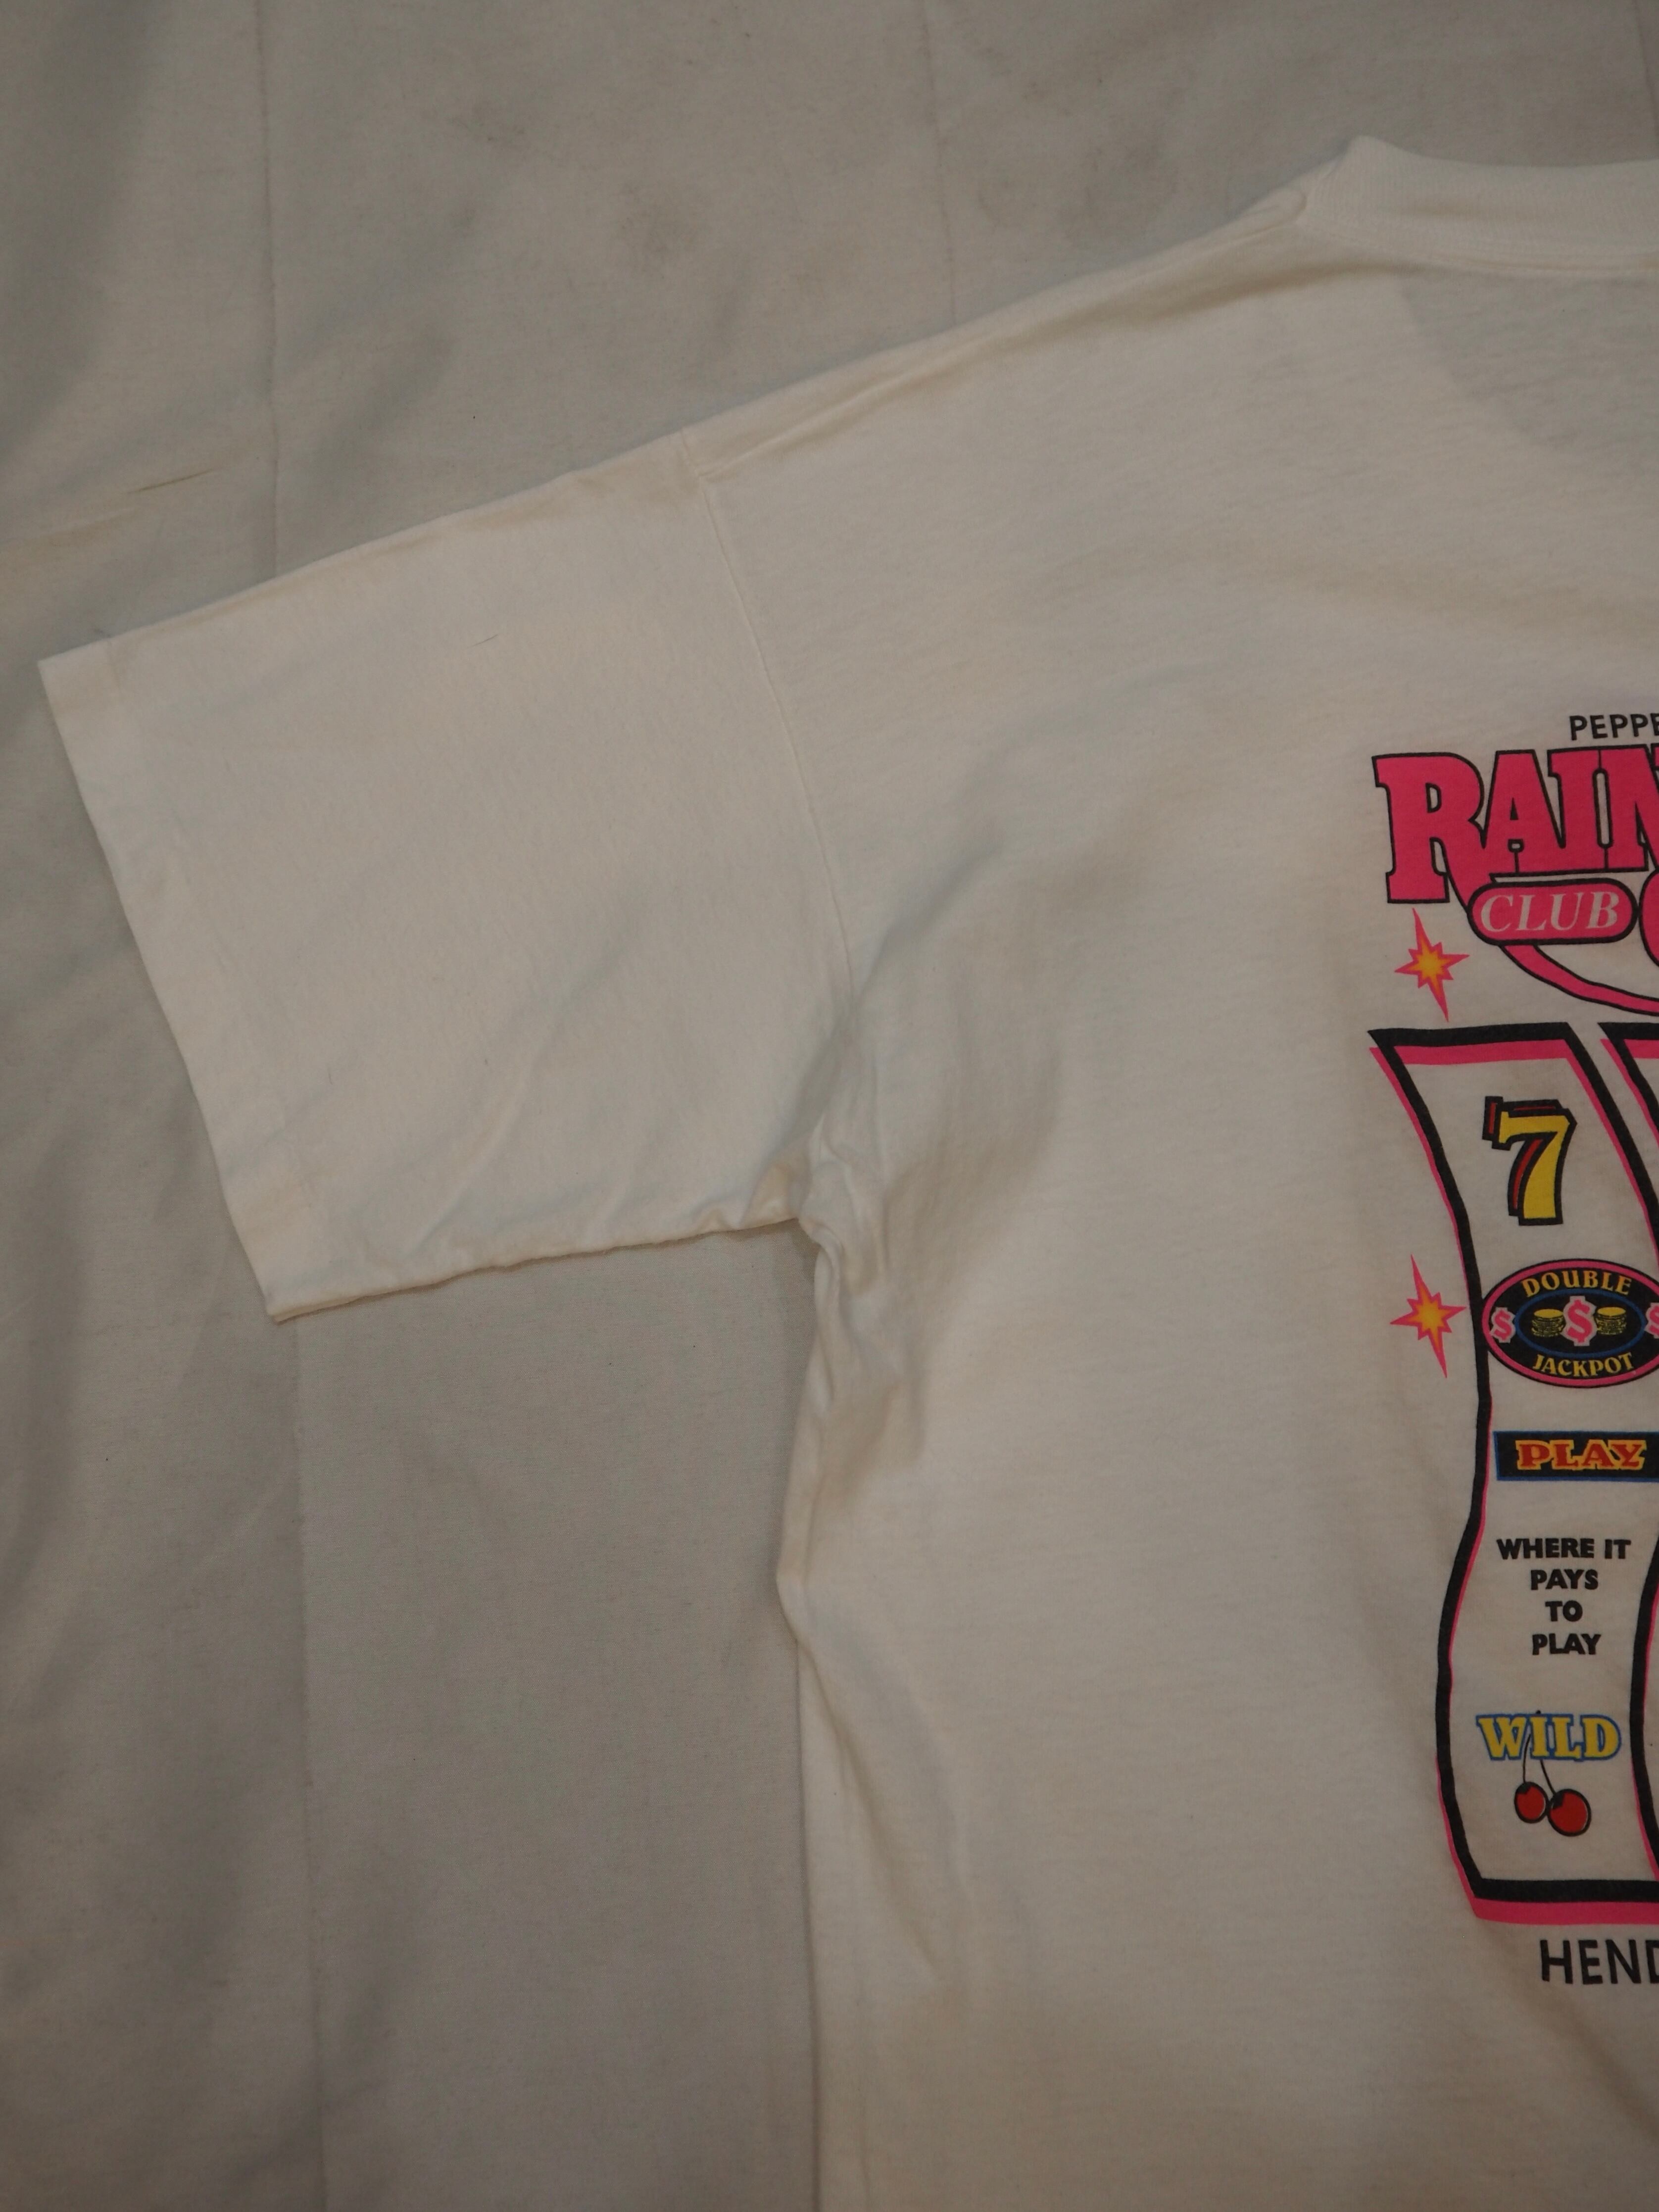 PEPPE
RAIN
CLUB
7
DOUBLE
$ $ $
JACKPOT
PLAY
WHERE IT
PAYS
TO
PLAY
WILD
HEND